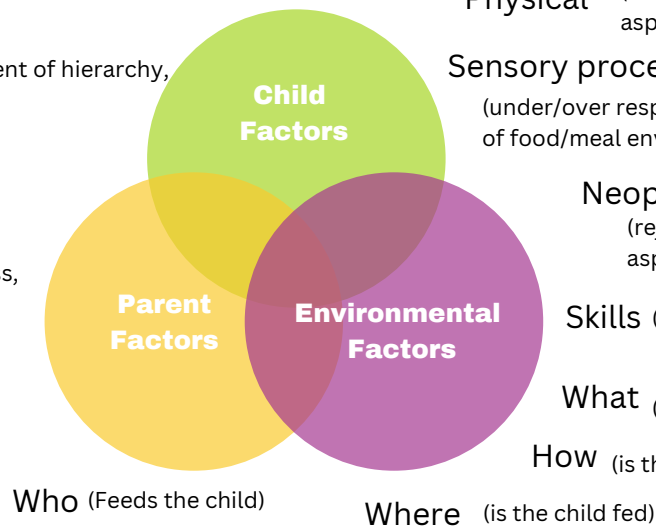 Physical
asp
ent of hierarchy,
Sensory proce
(under/over resp
of food/meal env
Child
Factors
Neop
(re
asp
s,
Parent
Factors
Environmental
Factors
Skills (
What (
How (is th
Who (Feeds the child)
Where (is the child fed)